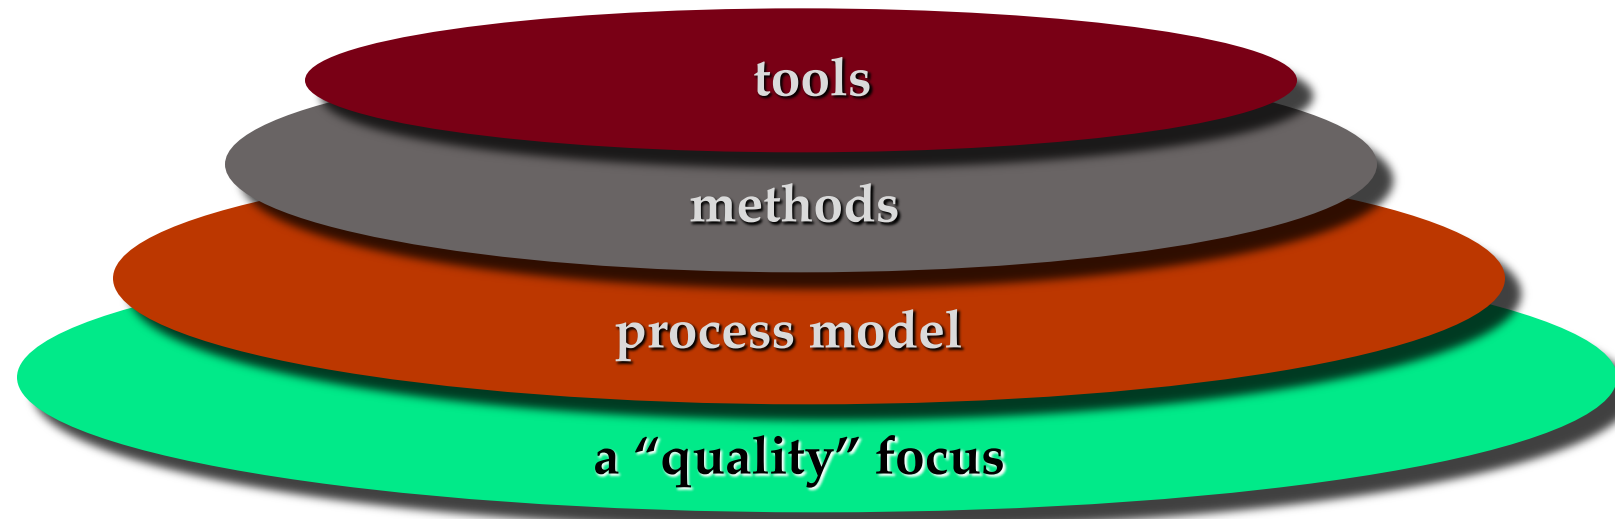 tools
methods
process model
a “quality” focus